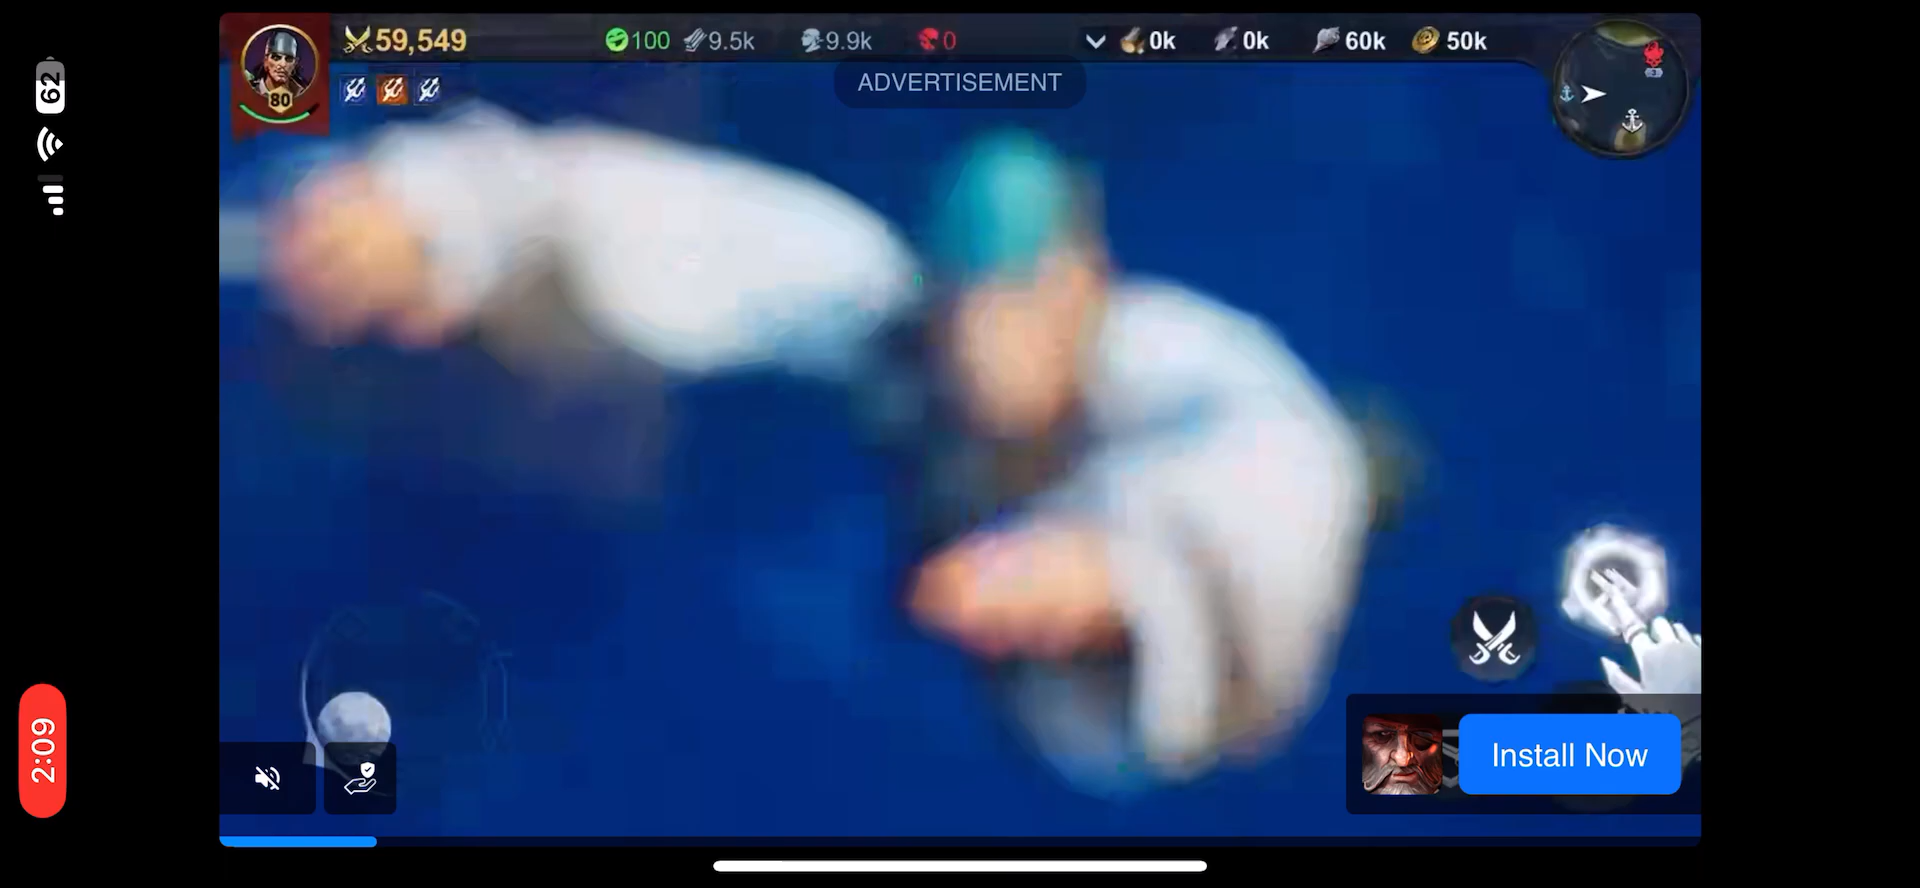 59,549
100
9.5k
9.9k
0
0k
0k
60k
50k
80
ADVERTISEMENT
62
2:09
Install Now